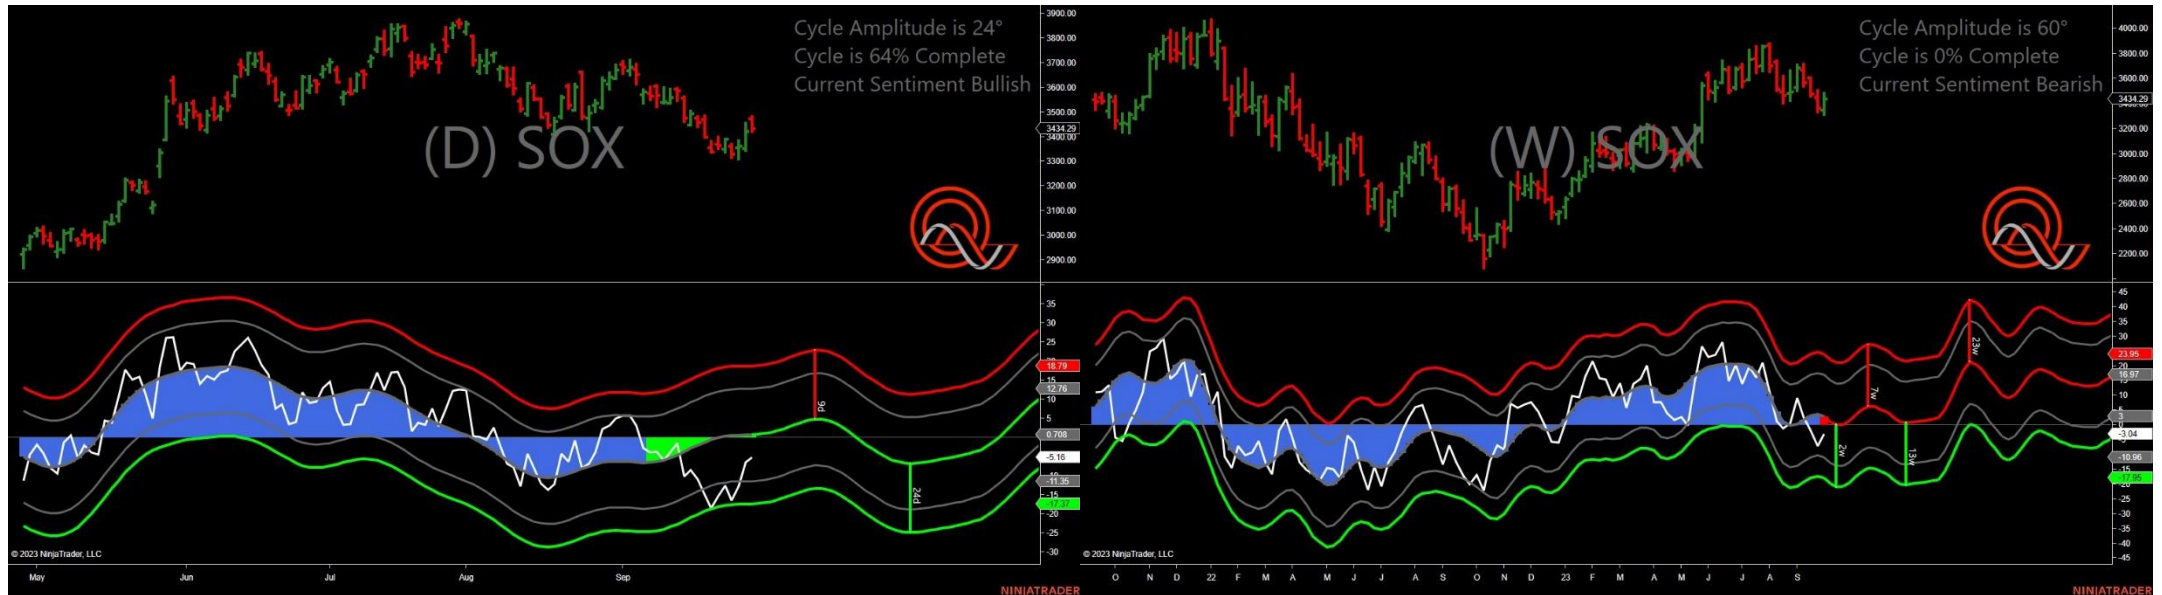 Cycle Amplitude is 24°
Cycle is 64% Complete
Current Sentiment Bullish
(D) SOX
3900.00
3800.00
3700.00
3600.00
3500.00
3434.29
3400.00
3300.00
3200.00
3100.00
3000.00
2900.00
35
30
25
18.79
15
12.76
10
5
0.708
-5.16
-11.35
-15
-17.37
-20
-25
-30
9d
24d
© 2023 NinjaTrader, LLC
May Jun Jul Aug Sep
NINJATRADER
Cycle Amplitude is 60°
Cycle is 0% Complete
Current Sentiment Bearish
(W) SOX
4000.00
3800.00
3600.00
3434.29
3200.00
3000.00
2800.00
2600.00
2400.00
2200.00
45
40
35
30
23.95
20
16.97
10
3
0
-3.04
-10.96
-15
-17.95
-25
-30
-35
-40
-45
7w
23w
2w
13w
© 2023 NinjaTrader, LLC
O N D 22 F M A M J J A S O N D 23 F M A M J J A S
NINJATRADER